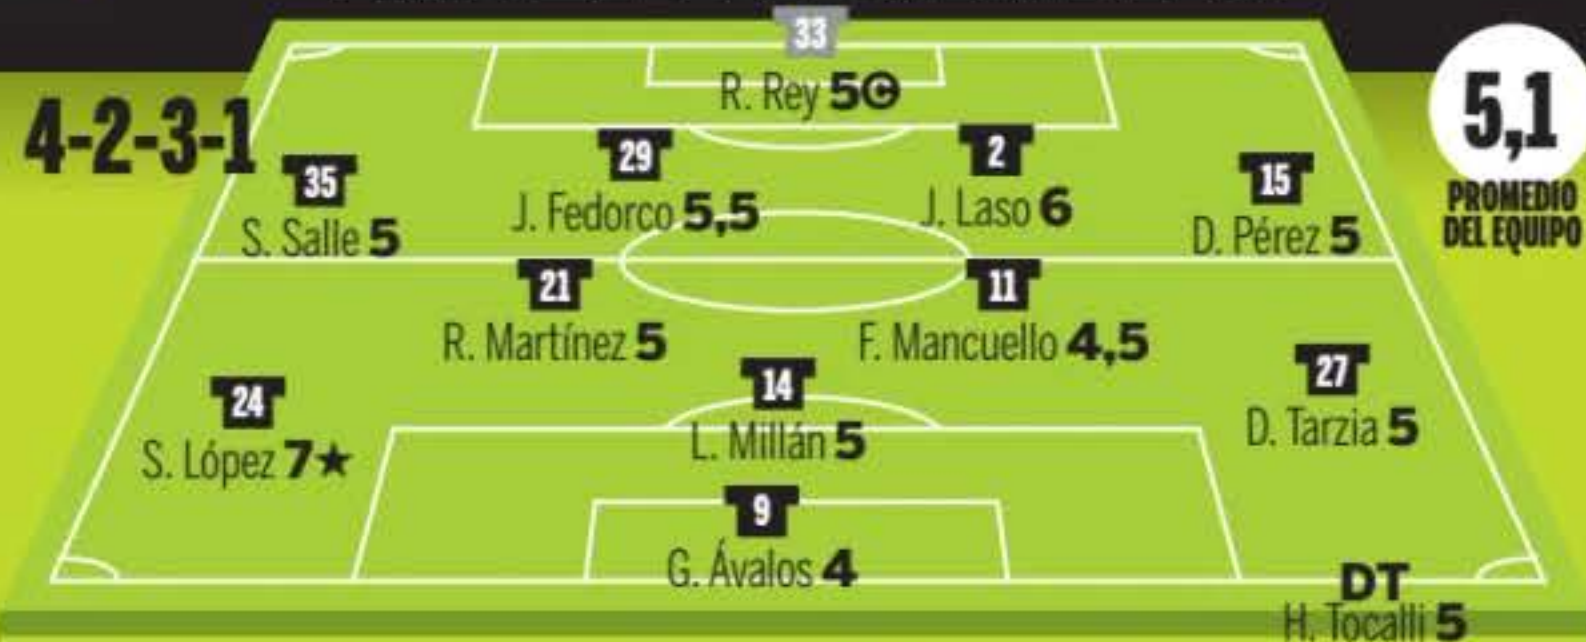 33
R. Rey 5©
4-2-3-1
5,1
PROMEDIO
DEL EQUIPO
35
S. Salle 5
29
J. Fedorco 5,5
2
J. Laso 6
15
D. Pérez 5
21
R. Martínez 5
11
F. Mancuello 4,5
24
S. López 7★
14
L. Millán 5
27
D. Tarzia 5
9
G. Ávalos 4
DT
H. Tocalli 5